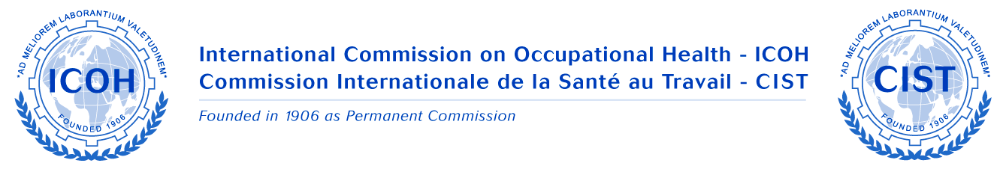 *AD MELIOREM LABORANTIUM VALETUDINEM*
ICOH
FOUNDED 1906
International Commission on Occupational Health - ICOH
Commission Internationale de la Santé au Travail - CIST
Founded in 1906 as Permanent Commission
*AD MELIOREM LABORANTIUM VALETUDINEM*
CIST
FOUNDED 1906